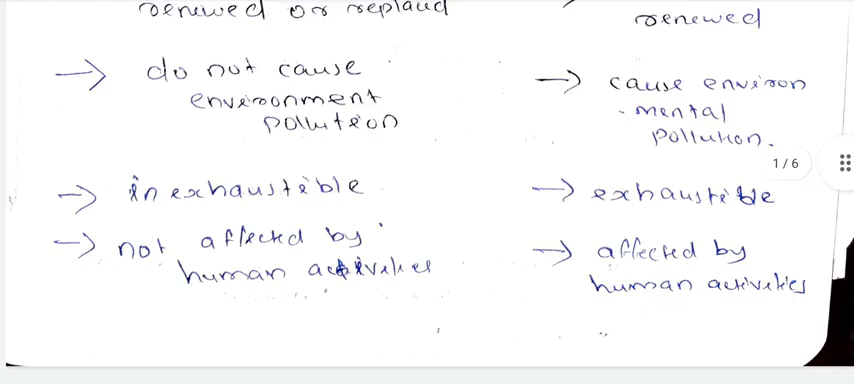 renewed or replaced
→ do not cause
environment
pollution
→ inexhaustible
→ not affected by
human activities
renewed
→ cause environ
-mental
pollution.
1 / 6
→ exhaustible
→ affected by
human activities